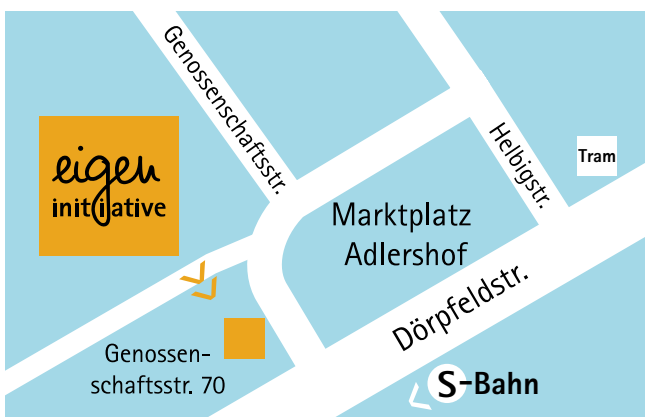 Genossenschaftsstr.
eigen
initiative
Helbigstr.
Tram
Marktplatz
Adlershof
Dörpfeldstr.
Genossen-
schaftsstr. 70
S-Bahn